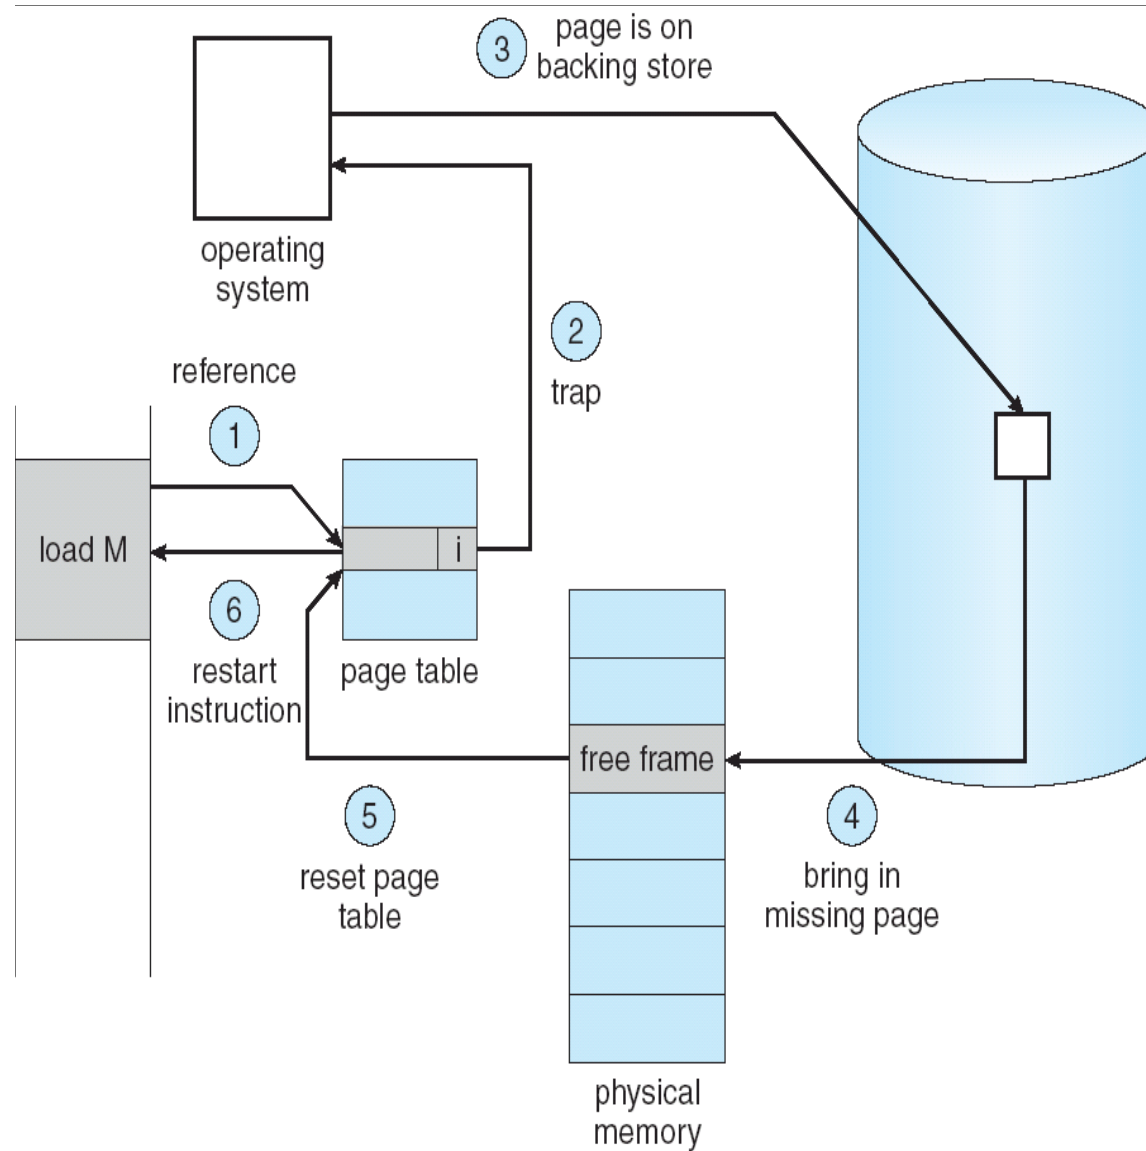 3
page is on
backing store
operating
system
2
trap
reference
1
load M
i
6
restart
instruction
page table
free frame
5
reset page
table
4
bring in
missing page
physical
memory